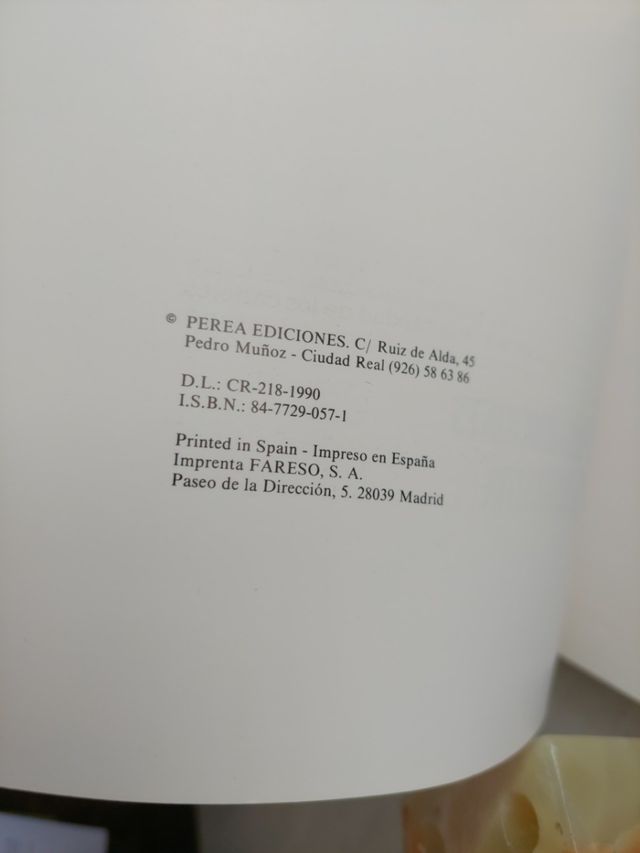 © PEREA EDICIONES. C/ Ruiz de Alda, 45
Pedro Muñoz - Ciudad Real (926) 58 63 86
D.L.: CR-218-1990
I.S.B.N.: 84-7729-057-1
Printed in Spain - Impreso en España
Imprenta FARESO, S. A.
Paseo de la Dirección, 5. 28039 Madrid